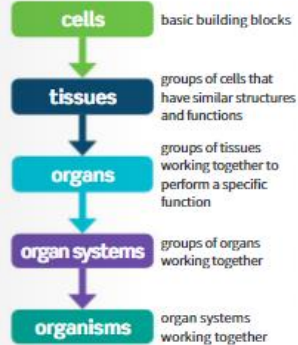 cells
basic building blocks
tissues
groups of cells that
have similar structures
and functions
organs
groups of tissues
working together to
perform a specific
function
organ systems
groups of organs
working together
organisms
organ systems
working together